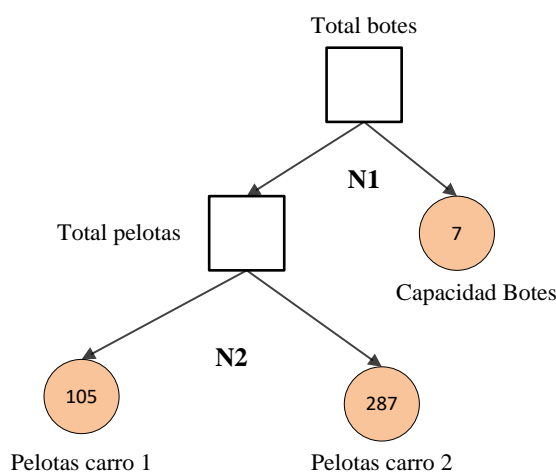 Total botes
N1
Total pelotas
7
Capacidad Botes
N2
105
287
Pelotas carro 1
Pelotas carro 2